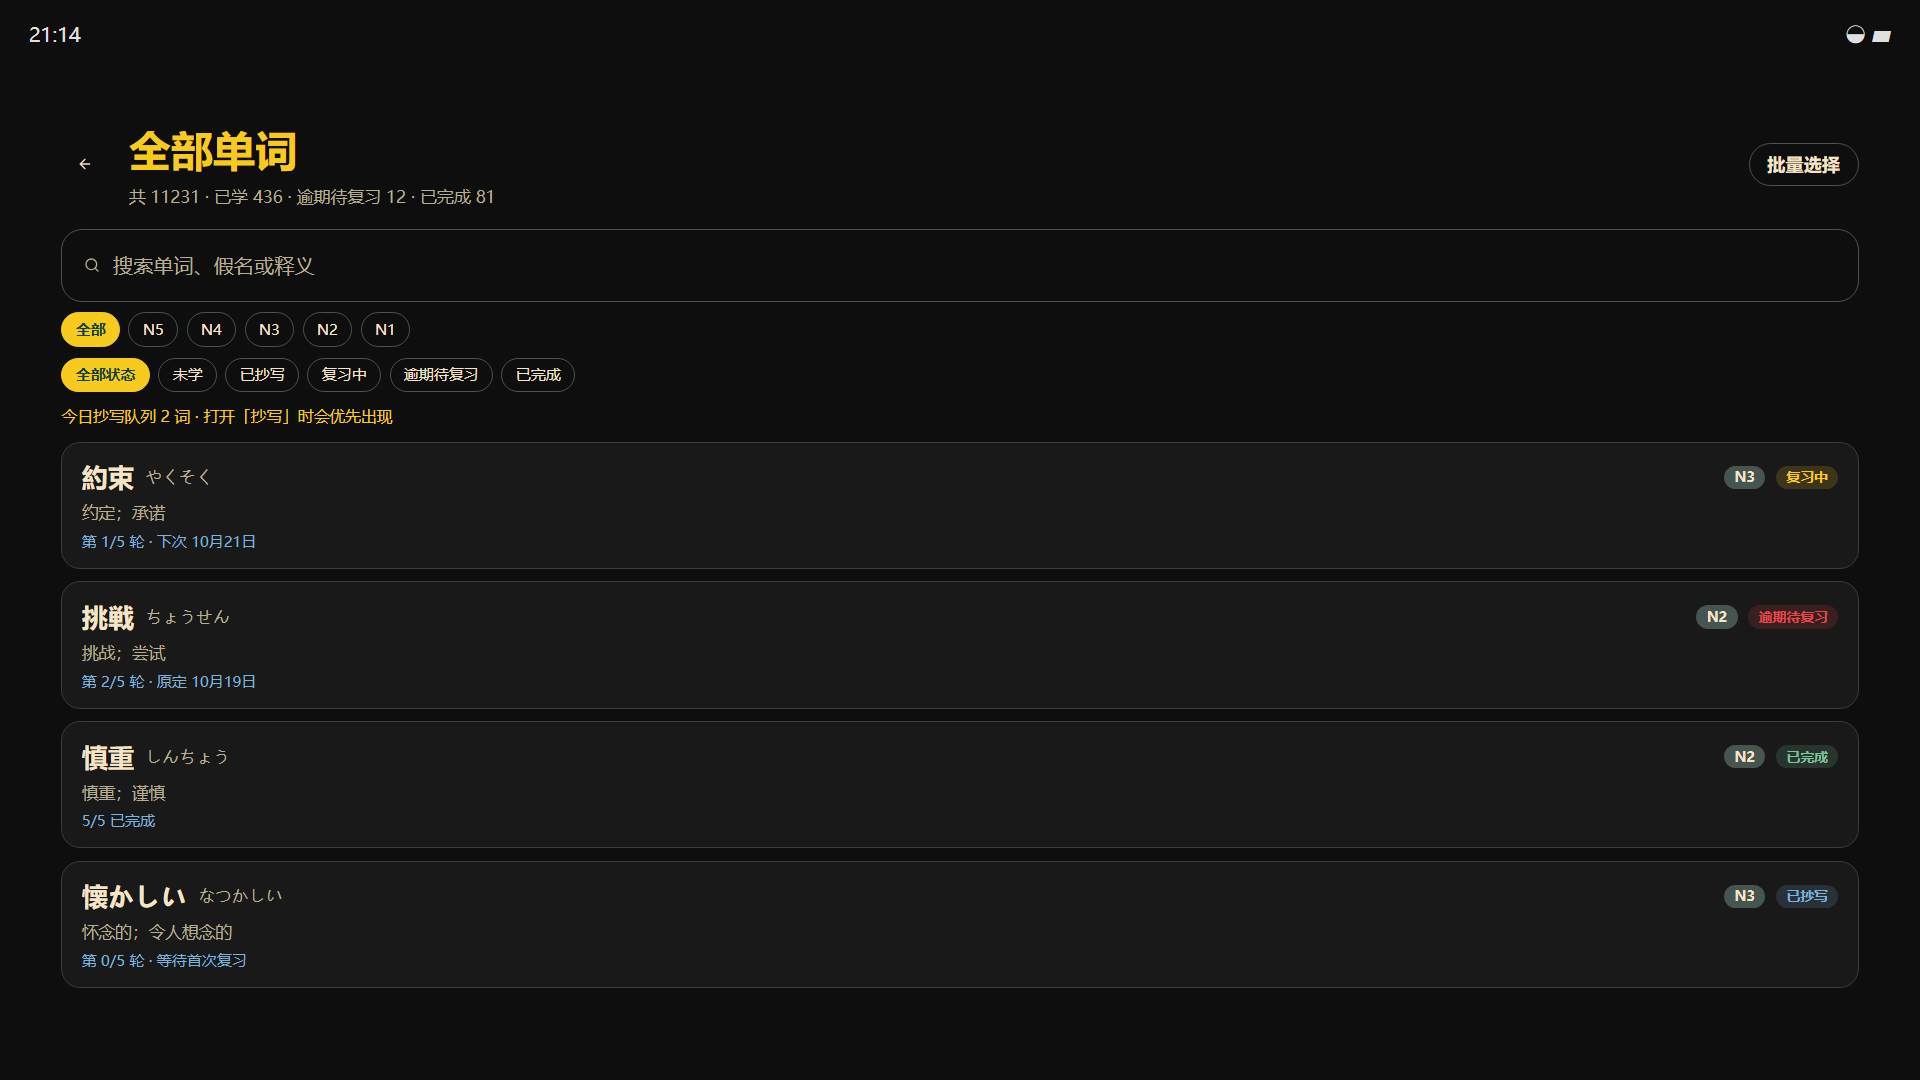 21:14
全部单词
共 11231 · 已学 436 · 逾期待复习 12 · 已完成 81
批量选择
搜索单词、假名或释义
全部 N5 N4 N3 N2 N1
全部状态 未学 已抄写 复习中 逾期待复习 已完成
今日抄写队列 2 词 · 打开「抄写」时会优先出现
約束 やくそく N3 复习中
约定；承诺
第 1/5 轮 · 下次 10月21日
挑戦 ちょうせん N2 逾期待复习
挑战；尝试
第 2/5 轮 · 原定 10月19日
慎重 しんちょう N2 已完成
慎重；谨慎
5/5 已完成
懐かしい なつかしい N3 已抄写
怀念的；令人想念的
第 0/5 轮 · 等待首次复习